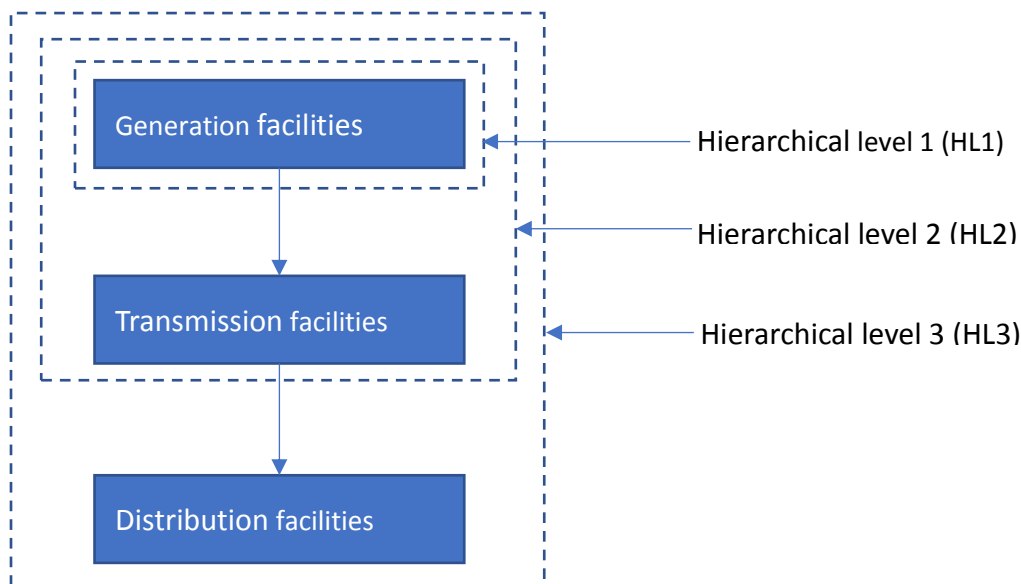 Generation facilities
Hierarchical level 1 (HL1)
Hierarchical level 2 (HL2)
Transmission facilities
Hierarchical level 3 (HL3)
Distribution facilities